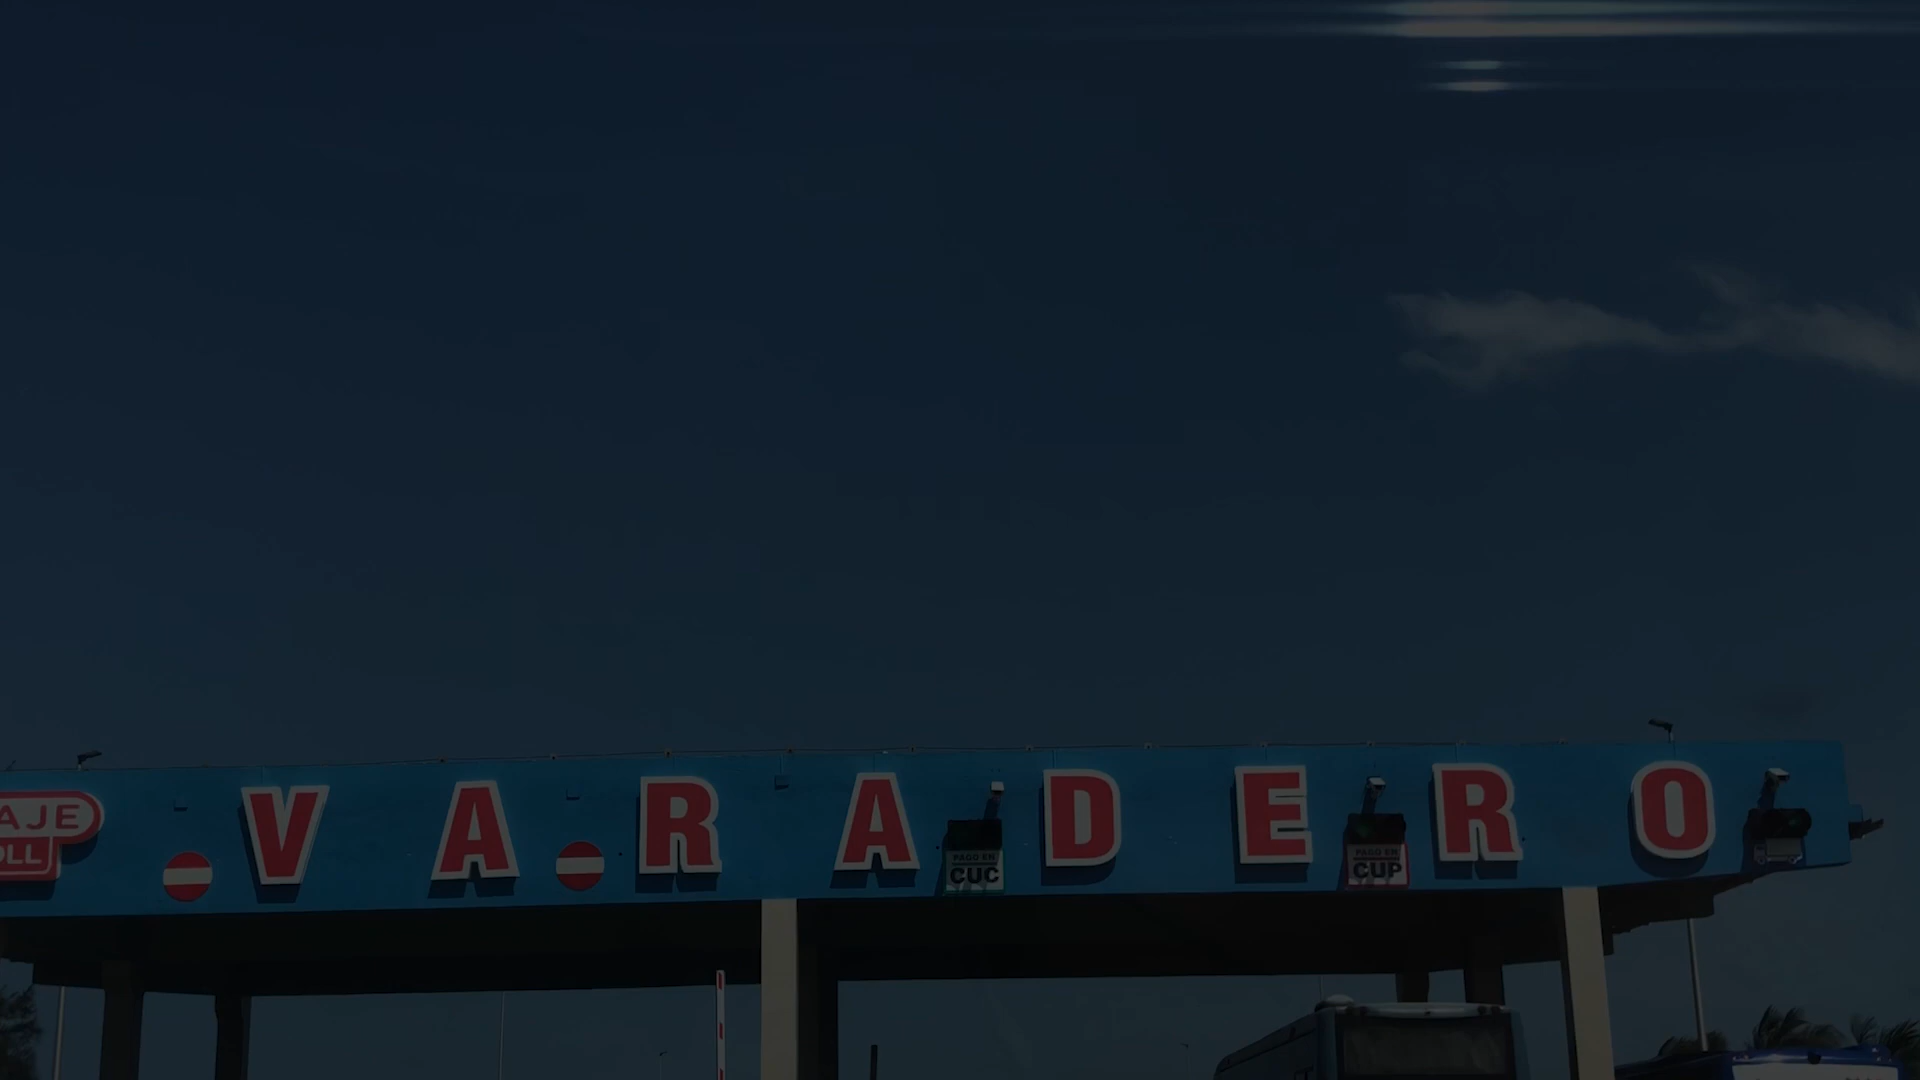 AJE
OLL
VARADERO
PAGO EN
CUC
PAGO EN
CUP